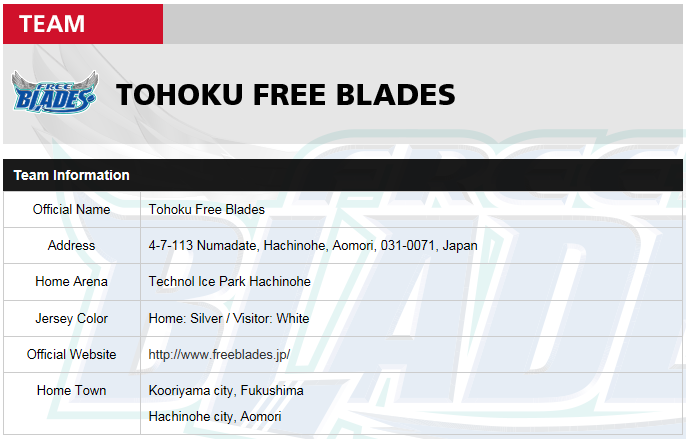 TEAM
FREE
BLADES
TOHOKU FREE BLADES
Team Information
Official Name Tohoku Free Blades
Address 4-7-113 Numadate, Hachinohe, Aomori, 031-0071, Japan
Home Arena Technol Ice Park Hachinohe
Jersey Color Home: Silver / Visitor: White
Official Website http://www.freeblades.jp/
Home Town Kooriyama city, Fukushima
Hachinohe city, Aomori